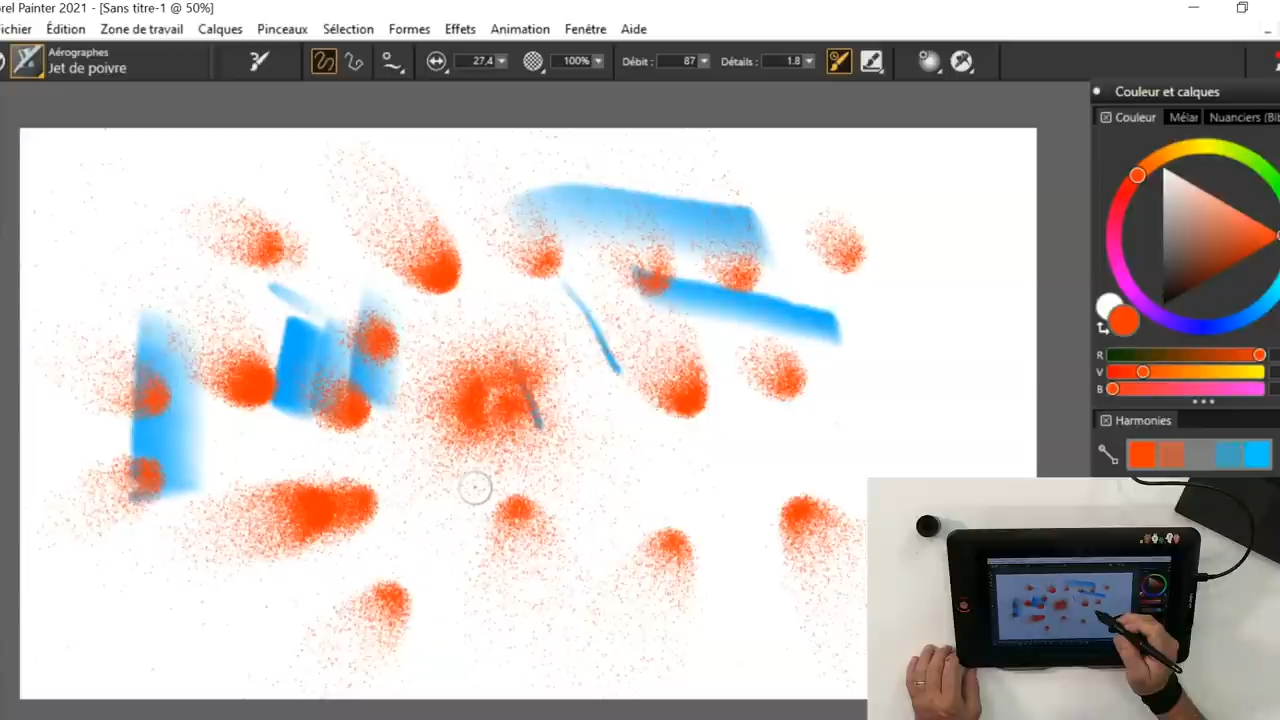 orel Painter 2021 - [Sans titre-1 @ 50%]
ichier Édition Zone de travail Calques Pinceaux Sélection Formes Effets Animation Fenêtre Aide
Aérographes
Jet de poivre
27,4 100% Débit : 87 Détails : 1.8
Couleur et calques
Couleur Mélar Nuanciers (Bib
R
V
B
Harmonies